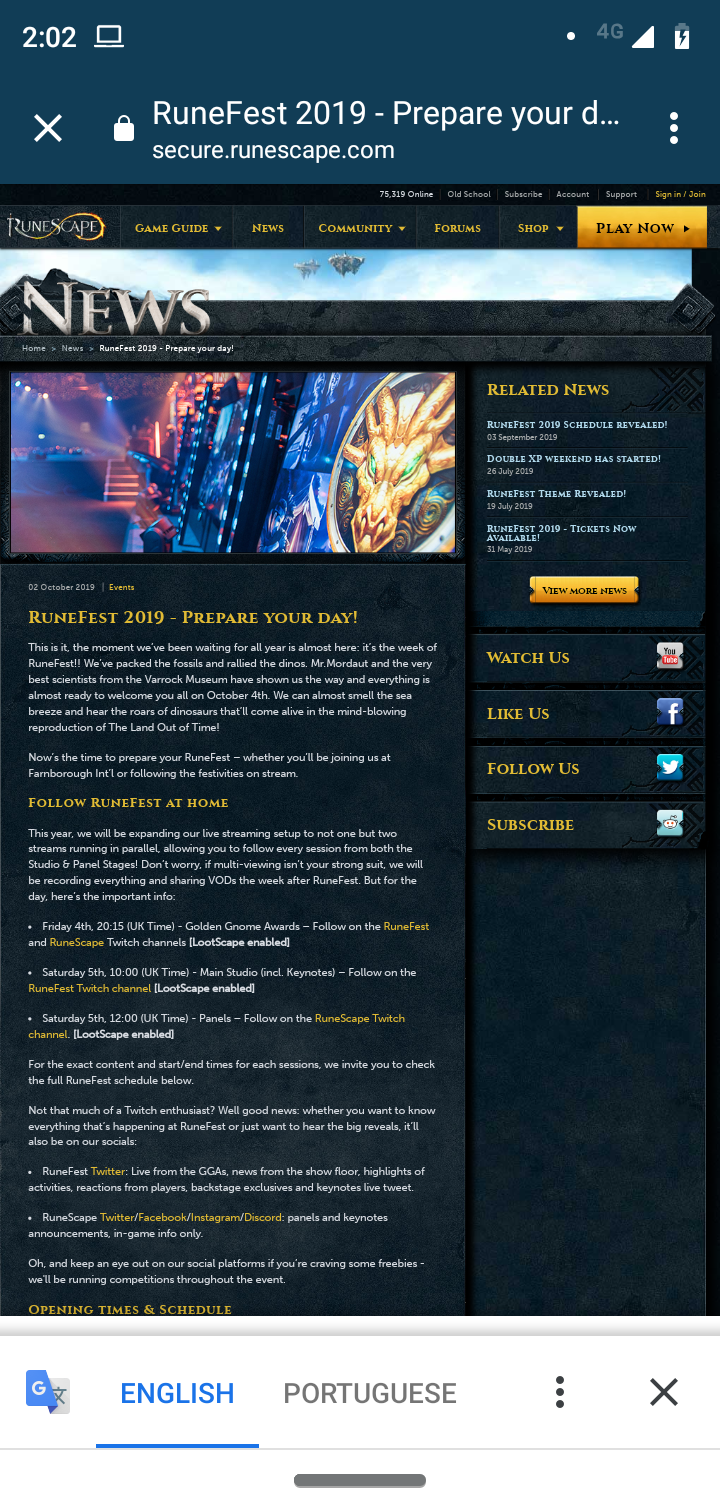 2:02
4G
RuneFest 2019 - Prepare your d...
secure.runescape.com
75,319 Online
Old School
Subscribe
Account
Support
Sign in / Join
RuneScape
Game Guide
News
Community
Forums
Shop
Play Now
News
Home > News > RuneFest 2019 - Prepare your day!
02 October 2019 | Events
RuneFest 2019 - Prepare your day!
This is it, the moment we've been waiting for all year is almost here: it's the week of
RuneFest!! We've packed the fossils and rallied the dinos. Mr.Mordaut and the very
best scientists from the Varrock Museum have shown us the way and everything is
almost ready to welcome you all on October 4th. We can almost smell the sea
breeze and hear the roars of dinosaurs that'll come alive in the mind-blowing
reproduction of The Land Out of Time!
Now's the time to prepare your RuneFest – whether you'll be joining us at
Farnborough Int'l or following the festivities on stream.
Follow RuneFest at home
This year, we will be expanding our live streaming setup to not one but two
streams running in parallel, allowing you to follow every session from both the
Studio & Panel Stages! Don't worry, if multi-viewing isn't your strong suit, we will
be recording everything and sharing VODs the week after RuneFest. But for the
day, here's the important info:
• Friday 4th, 20:15 (UK Time) - Golden Gnome Awards – Follow on the RuneFest
and RuneScape Twitch channels [LootScape enabled]
• Saturday 5th, 10:00 (UK Time) - Main Studio (incl. Keynotes) – Follow on the
RuneFest Twitch channel [LootScape enabled]
• Saturday 5th, 12:00 (UK Time) - Panels – Follow on the RuneScape Twitch
channel. [LootScape enabled]
For the exact content and start/end times for each sessions, we invite you to check
the full RuneFest schedule below.
Not that much of a Twitch enthusiast? Well good news: whether you want to know
everything that's happening at RuneFest or just want to hear the big reveals, it'll
also be on our socials:
• RuneFest Twitter: Live from the GGAs, news from the show floor, highlights of
activities, reactions from players, backstage exclusives and keynotes live tweet.
• RuneScape Twitter/Facebook/Instagram/Discord: panels and keynotes
announcements, in-game info only.
Oh, and keep an eye out on our social platforms if you're craving some freebies -
we'll be running competitions throughout the event.
Opening times & Schedule
Related News
RuneFest 2019 Schedule revealed!
03 September 2019
Double XP weekend has started!
26 July 2019
RuneFest Theme Revealed!
19 July 2019
RuneFest 2019 - Tickets Now
Available!
31 May 2019
View more news
Watch Us
You
Tube
Like Us
Follow Us
Subscribe
G
ENGLISH
PORTUGUESE